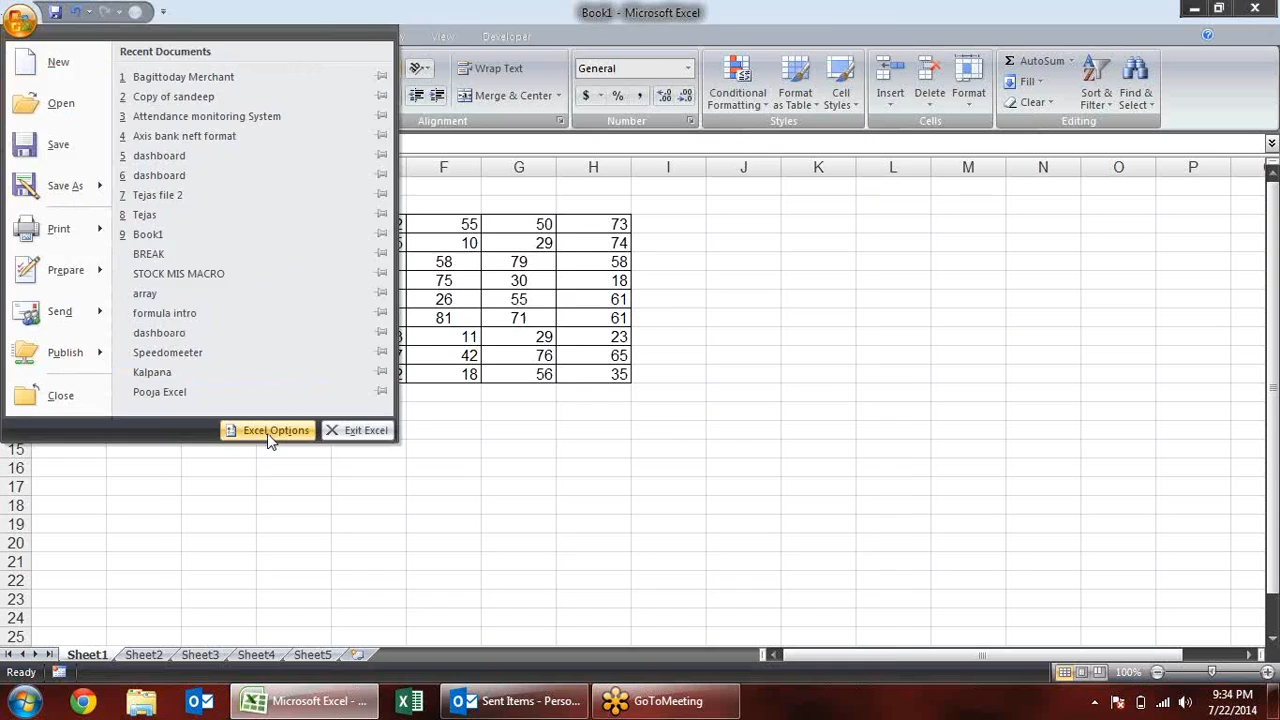 Book1 - Microsoft Excel
View
Developer
Recent Documents
New
Open
Save
Save As
Print
Prepare
Send
Publish
Close
1 Bagittoday Merchant
2 Copy of sandeep
3 Attendance monitoring System
4 Axis bank neft format
5 dashboard
6 dashboard
7 Tejas file 2
8 Tejas
9 Book1
BREAK
STOCK MIS MACRO
array
formula intro
dashboaro
Speedomeeter
Kalpana
Pooja Excel
Excel Options
Exit Excel
Wrap Text
Merge & Center
Alignment
General
$ % ,
Number
Conditional Formatting
Format as Table
Cell Styles
Styles
Insert
Delete
Format
Cells
AutoSum
Fill
Clear
Sort & Filter
Find & Select
Editing
F G H I J K L M N O P
55 50 73
10 29 74
58 79 58
75 30 18
26 55 61
81 71 61
11 29 23
42 76 65
18 56 35
15
16
17
18
19
20
21
22
23
24
25
Sheet1 Sheet2 Sheet3 Sheet4 Sheet5
Ready
100%
Microsoft Excel - ...
Sent Items - Perso...
GoToMeeting
9:34 PM
7/22/2014